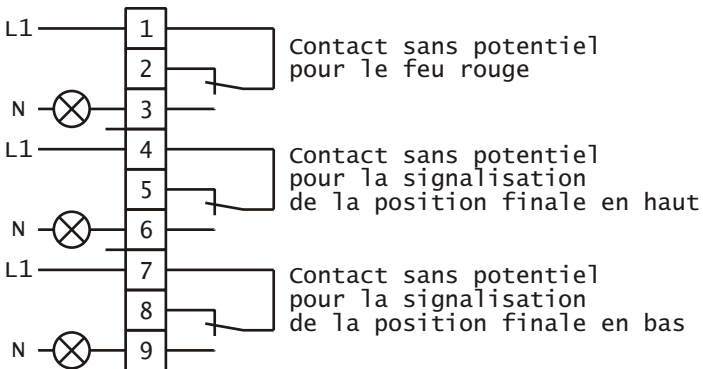 L1 1
Contact sans potentiel
2
pour le feu rouge
N 3
L1 4
Contact sans potentiel
pour la signalisation
5
de la position finale en haut
N 6
L1 7
Contact sans potentiel
pour la signalisation
8
de la position finale en bas
N 9